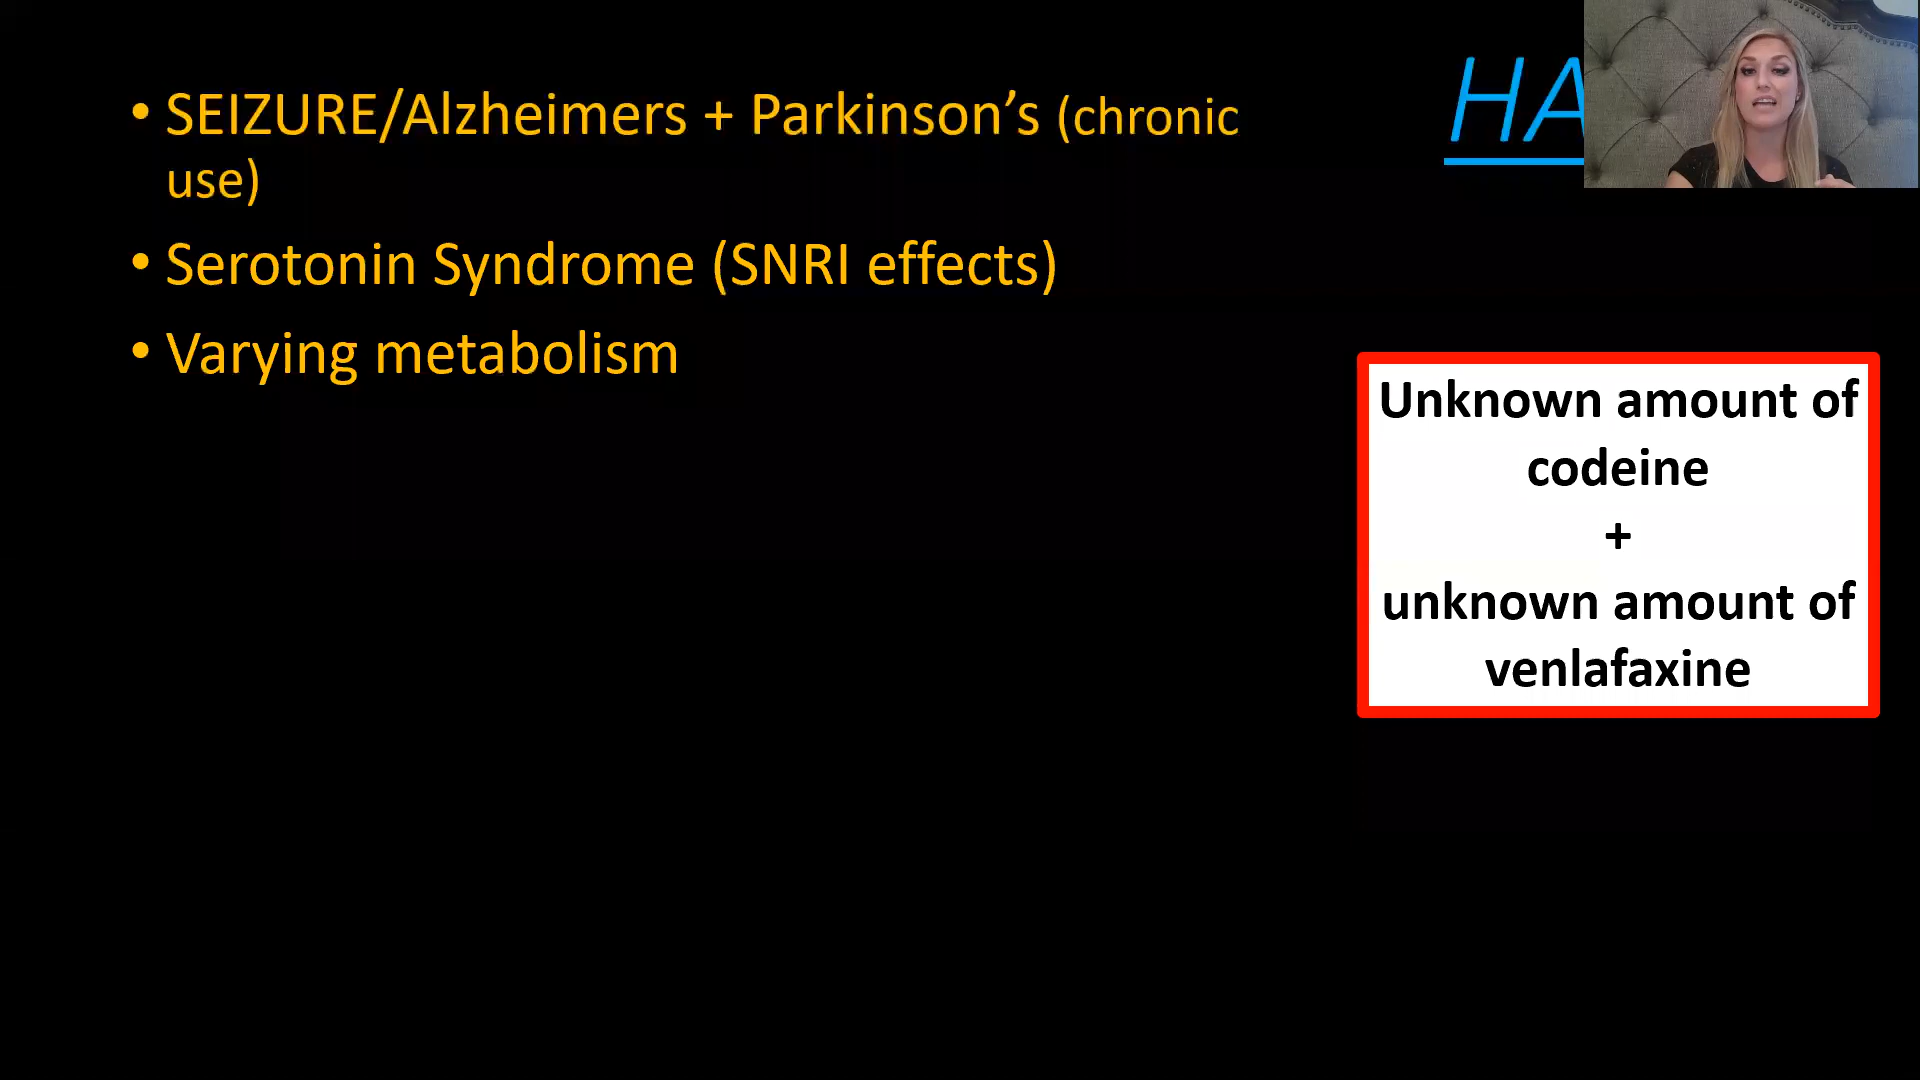 • SEIZURE/Alzheimers + Parkinson’s (chronic
use)
• Serotonin Syndrome (SNRI effects)
• Varying metabolism
Unknown amount of
codeine
+
unknown amount of
venlafaxine